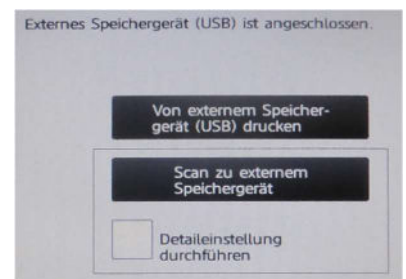 Externes Speichergerät (USB) ist angeschlossen.
Von externem Speicher-
gerät (USB) drucken
Scan zu externem
Speichergerät
Detaileinstellung
durchführen